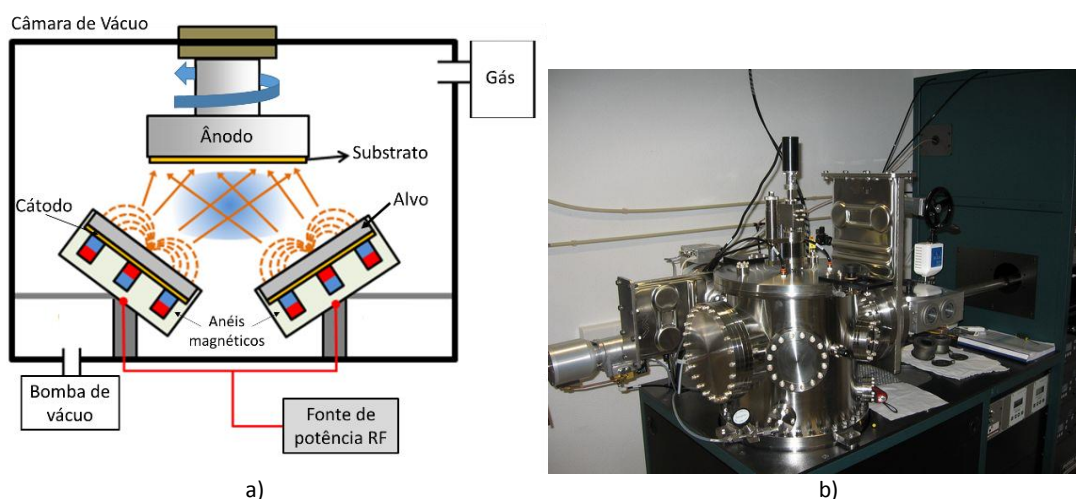 Câmara de Vácuo
Gás
Ânodo
Substrato
Cátodo
Alvo
Anéis
magnéticos
Bomba de
vácuo
Fonte de
potência RF
a)
b)